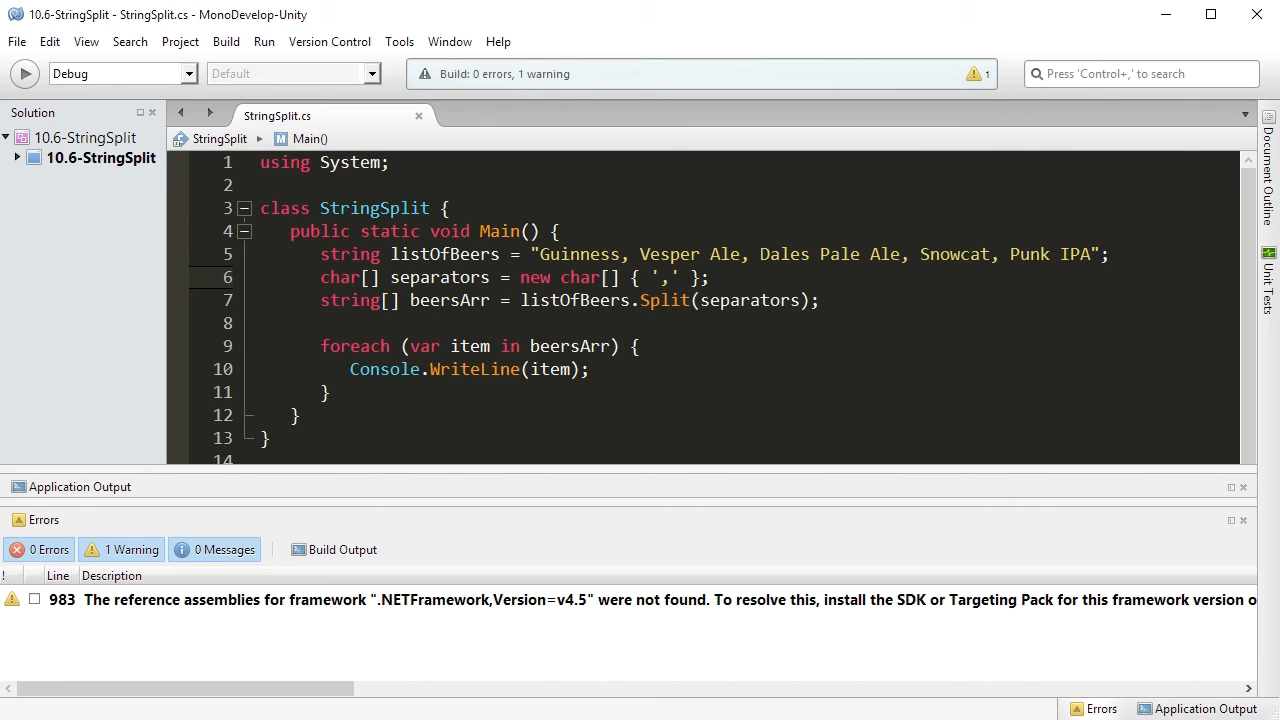 10.6-StringSplit - StringSplit.cs - MonoDevelop-Unity
File Edit View Search Project Build Run Version Control Tools Window Help
Debug Default Build: 0 errors, 1 warning 1 Press 'Control+,' to search
Solution
10.6-StringSplit
10.6-StringSplit
StringSplit.cs
StringSplit Main()
1 using System;
2
3 class StringSplit {
4 public static void Main() {
5 string listOfBeers = "Guinness, Vesper Ale, Dales Pale Ale, Snowcat, Punk IPA";
6 char[] separators = new char[] { ',' };
7 string[] beersArr = listOfBeers.Split(separators);
8
9 foreach (var item in beersArr) {
10 Console.WriteLine(item);
11 }
12 }
13 }
14
Document Outline
Unit Tests
Application Output
Errors
0 Errors 1 Warning 0 Messages Build Output
! Line Description
983 The reference assemblies for framework ".NETFramework,Version=v4.5" were not found. To resolve this, install the SDK or Targeting Pack for this framework version o
Errors Application Output